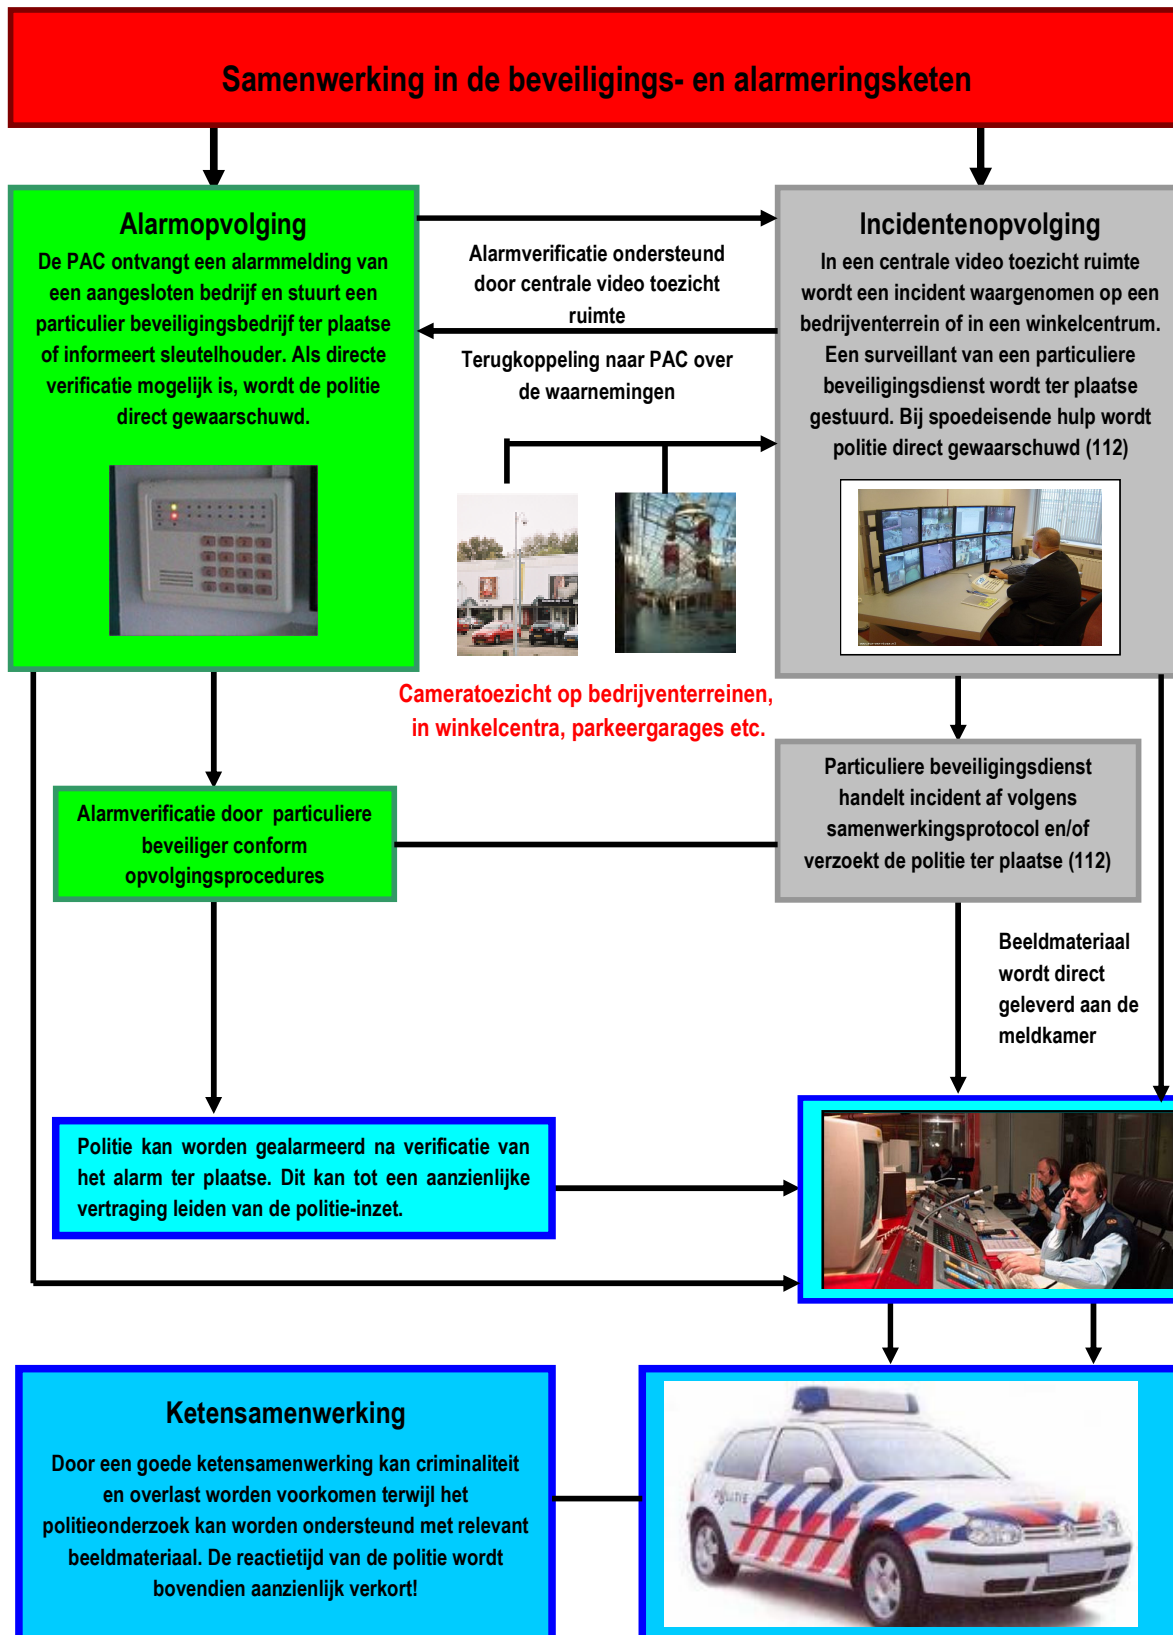 Samenwerking in de beveiligings- en alarmeringsketen
Alarmopvolging
De PAC ontvangt een alarmmelding van
een aangesloten bedrijf en stuurt een
particulier beveiligingsbedrijf ter plaatse
of informeert sleutelhouder. Als directe
verificatie mogelijk is, wordt de politie
direct gewaarschuwd.
Alarmverificatie ondersteund
door centrale video toezicht
ruimte
Terugkoppeling naar PAC over
de waarnemingen
Incidentenopvolging
In een centrale video toezicht ruimte
wordt een incident waargenomen op een
bedrijventerrein of in een winkelcentrum.
Een surveillant van een particuliere
beveiligingsdienst wordt ter plaatse
gestuurd. Bij spoedeisende hulp wordt
politie direct gewaarschuwd (112)
Cameratoezicht op bedrijventerreinen,
in winkelcentra, parkeergarages etc.
Alarmverificatie door particuliere
beveiliger conform
opvolgingsprocedures
Particuliere beveiligingsdienst
handelt incident af volgens
samenwerkingsprotocol en/of
verzoekt de politie ter plaatse (112)
Beeldmateriaal
wordt direct
geleverd aan de
meldkamer
Politie kan worden gealarmeerd na verificatie van
het alarm ter plaatse. Dit kan tot een aanzienlijke
vertraging leiden van de politie-inzet.
Ketensamenwerking
Door een goede ketensamenwerking kan criminaliteit
en overlast worden voorkomen terwijl het
politieonderzoek kan worden ondersteund met relevant
beeldmateriaal. De reactietijd van de politie wordt
bovendien aanzienlijk verkort!
POLITIE